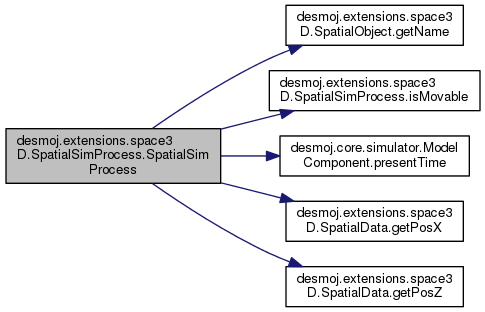 desmoj.extensions.space3
D.SpatialObject.getName
desmoj.extensions.space3
D.SpatialSimProcess.isMovable
desmoj.extensions.space3
D.SpatialSimProcess.SpatialSim
Process
desmoj.core.simulator.Model
Component.presentTime
desmoj.extensions.space3
D.SpatialData.getPosX
desmoj.extensions.space3
D.SpatialData.getPosZ